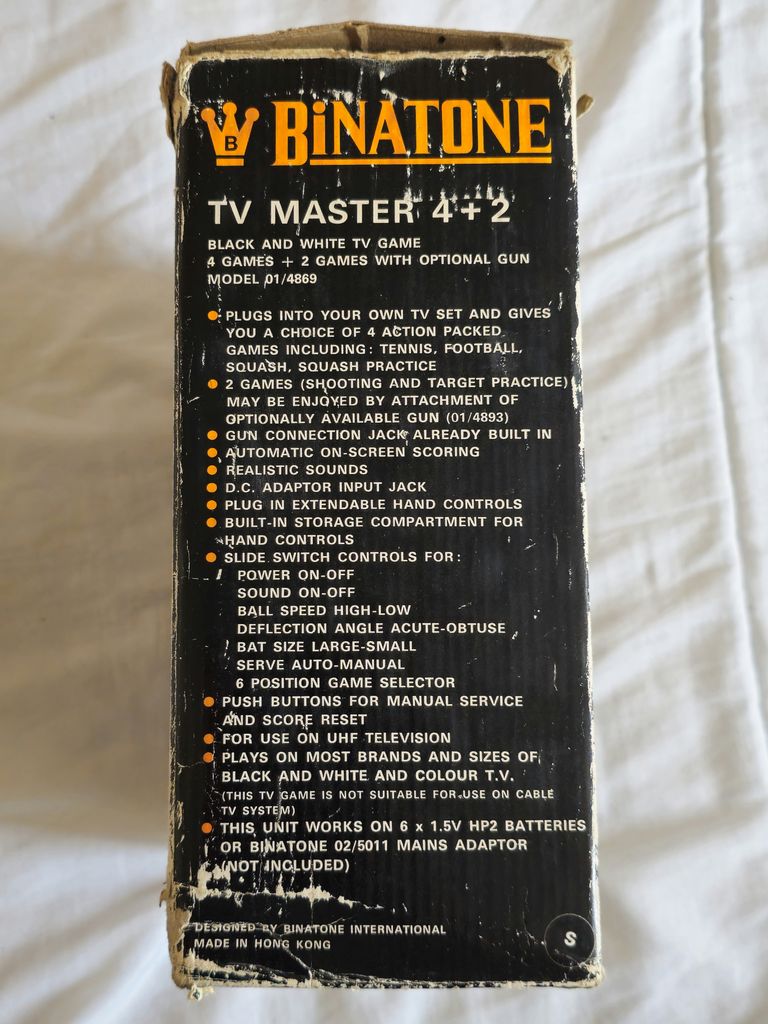 B BINATONE
TV MASTER 4+2
BLACK AND WHITE TV GAME
4 GAMES + 2 GAMES WITH OPTIONAL GUN
MODEL 01/4869
● PLUGS INTO YOUR OWN TV SET AND GIVES
YOU A CHOICE OF 4 ACTION PACKED
GAMES INCLUDING: TENNIS, FOOTBALL,
SQUASH, SQUASH PRACTICE
● 2 GAMES (SHOOTING AND TARGET PRACTICE)
MAY BE ENJOYED BY ATTACHMENT OF
OPTIONALLY AVAILABLE GUN (01/4893)
● GUN CONNECTION JACK ALREADY BUILT IN
● AUTOMATIC ON-SCREEN SCORING
● REALISTIC SOUNDS
● D.C. ADAPTOR INPUT JACK
● PLUG IN EXTENDABLE HAND CONTROLS
● BUILT-IN STORAGE COMPARTMENT FOR
HAND CONTROLS
● SLIDE SWITCH CONTROLS FOR:
POWER ON-OFF
SOUND ON-OFF
BALL SPEED HIGH-LOW
DEFLECTION ANGLE ACUTE-OBTUSE
BAT SIZE LARGE-SMALL
SERVE AUTO-MANUAL
6 POSITION GAME SELECTOR
● PUSH BUTTONS FOR MANUAL SERVICE
AND SCORE RESET
● FOR USE ON UHF TELEVISION
● PLAYS ON MOST BRANDS AND SIZES OF
BLACK AND WHITE AND COLOUR T.V.
(THIS TV GAME IS NOT SUITABLE FOR USE ON CABLE
TV SYSTEM)
● THIS UNIT WORKS ON 6 x 1.5V HP2 BATTERIES
OR BINATONE 02/5011 MAINS ADAPTOR
(NOT INCLUDED)
DESIGNED BY BINATONE INTERNATIONAL
MADE IN HONG KONG
S